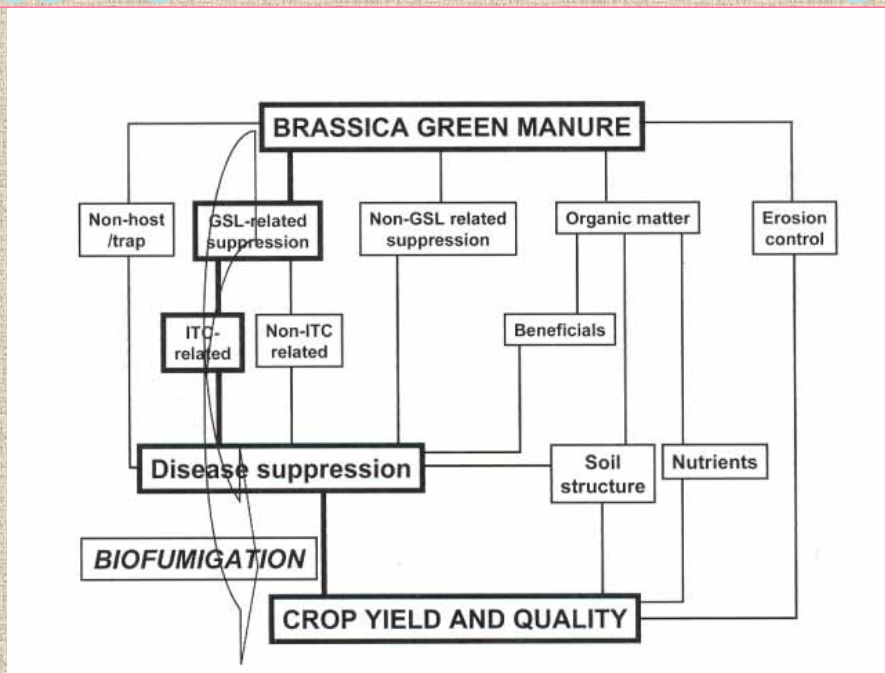 BRASSICA GREEN MANURE
Non-host
/trap
GSL-related
suppression
Non-GSL related
suppression
Organic matter
Erosion
control
ITC-
related
Non-ITC
related
Beneficials
Disease suppression
Soil
structure
Nutrients
BIOFUMIGATION
CROP YIELD AND QUALITY